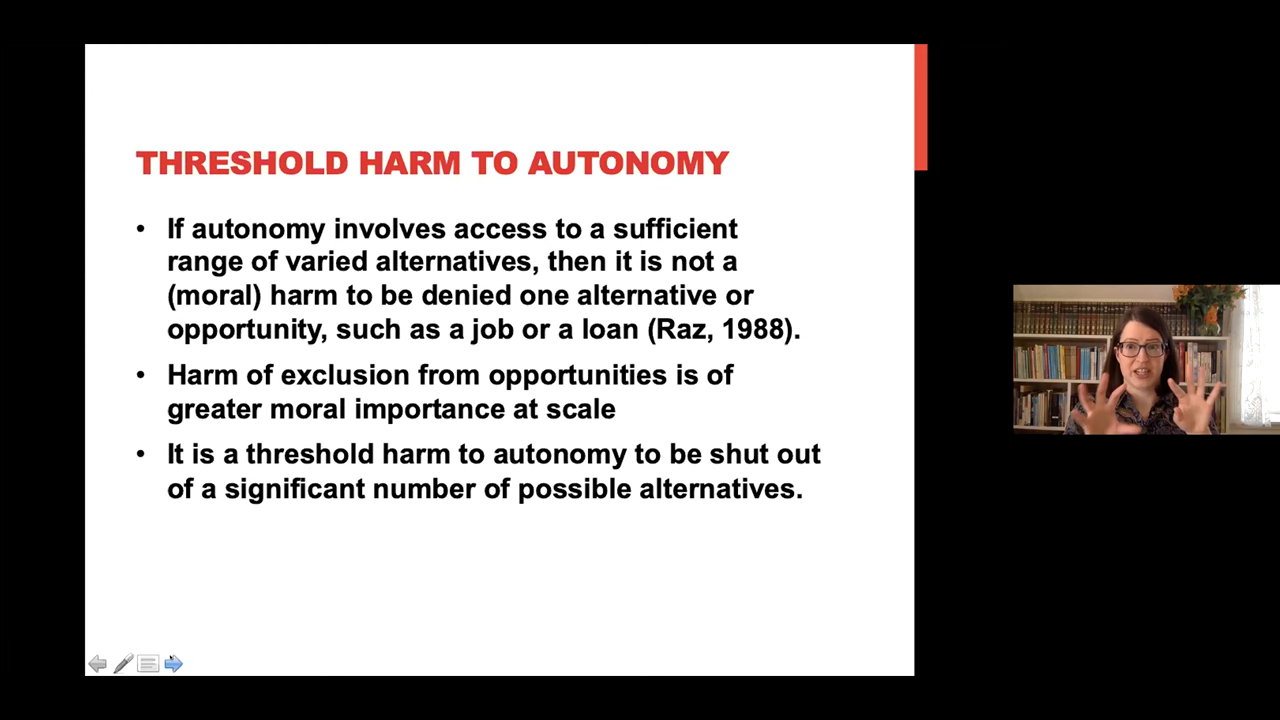 THRESHOLD HARM TO AUTONOMY
• If autonomy involves access to a sufficient
range of varied alternatives, then it is not a
(moral) harm to be denied one alternative or
opportunity, such as a job or a loan (Raz, 1988).
• Harm of exclusion from opportunities is of
greater moral importance at scale
• It is a threshold harm to autonomy to be shut out
of a significant number of possible alternatives.